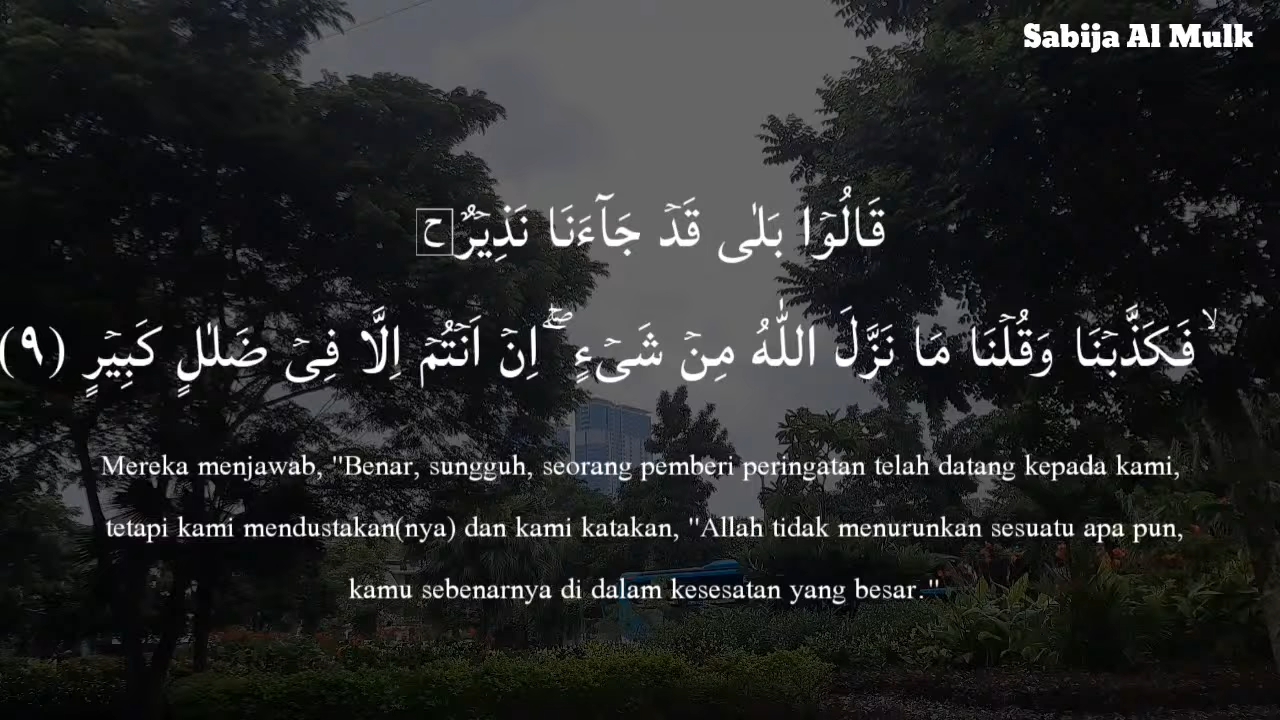 Sabija Al Mulk
قَالُوْا بَلٰى قَدْ جَاۤءَنَا نَذِيْرٌ ەۙ ح
ۙ فَكَذَّبْنَا وَقُلْنَا مَا نَزَّلَ اللّٰهُ مِنْ شَيْءٍ ۖ اِنْ اَنْتُمْ اِلَّا فِيْ ضَلٰلٍ كَبِيْرٍ (٩)
Mereka menjawab, "Benar, sungguh, seorang pemberi peringatan telah datang kepada kami,
tetapi kami mendustakan(nya) dan kami katakan, "Allah tidak menurunkan sesuatu apa pun,
kamu sebenarnya di dalam kesesatan yang besar."